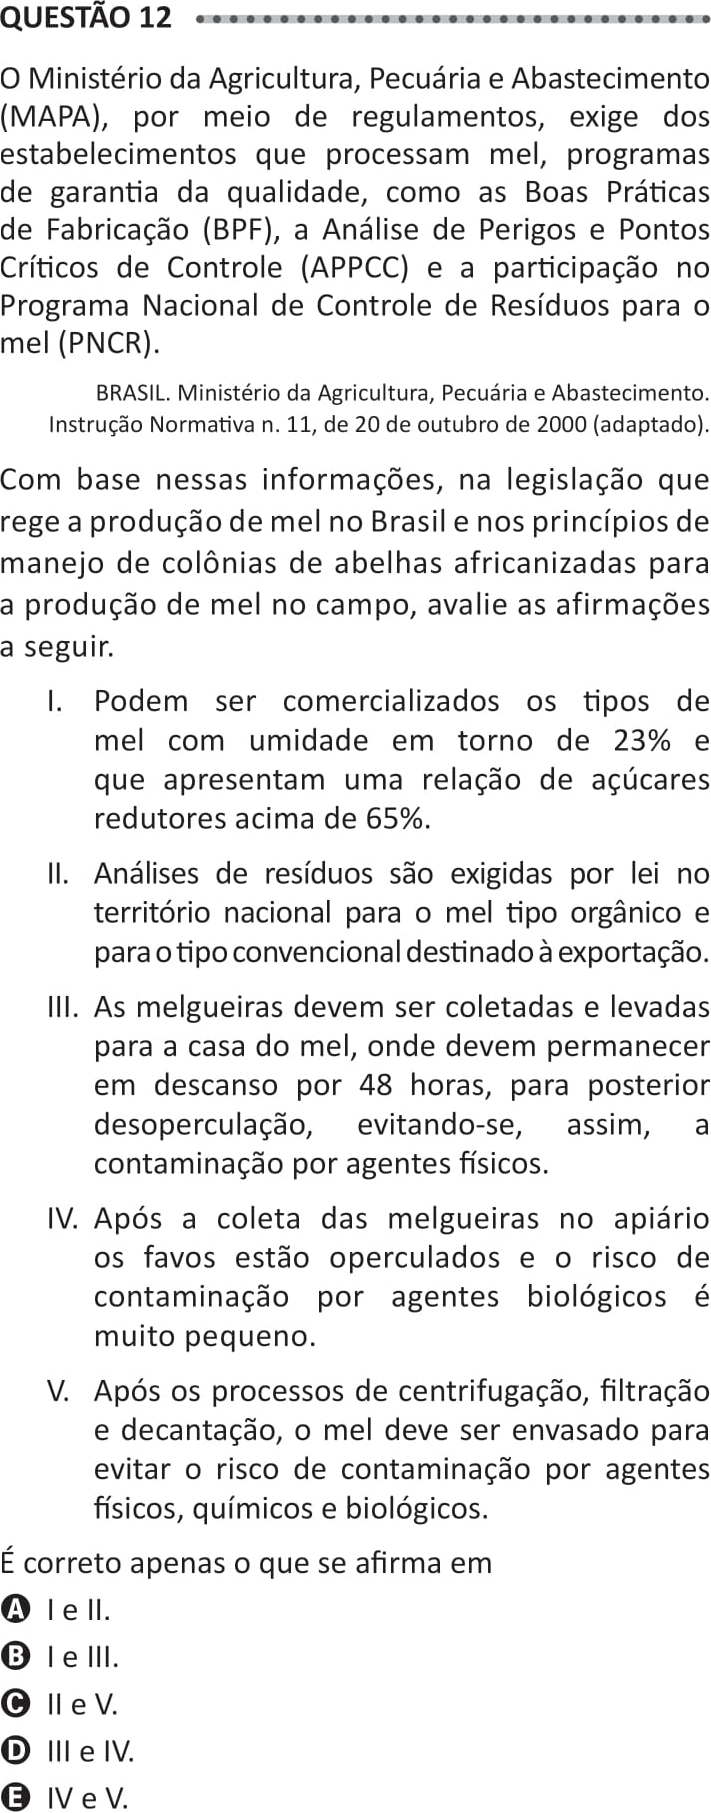 QUESTÃO 12
O Ministério da Agricultura, Pecuária e Abastecimento
(MAPA), por meio de regulamentos, exige dos
estabelecimentos que processam mel, programas
de garantia da qualidade, como as Boas Práticas
de Fabricação (BPF), a Análise de Perigos e Pontos
Críticos de Controle (APPCC) e a participação no
Programa Nacional de Controle de Resíduos para o
mel (PNCR).
BRASIL. Ministério da Agricultura, Pecuária e Abastecimento.
Instrução Normativa n. 11, de 20 de outubro de 2000 (adaptado).
Com base nessas informações, na legislação que
rege a produção de mel no Brasil e nos princípios de
manejo de colônias de abelhas africanizadas para
a produção de mel no campo, avalie as afirmações
a seguir.
I. Podem ser comercializados os tipos de
mel com umidade em torno de 23% e
que apresentam uma relação de açúcares
redutores acima de 65%.
II. Análises de resíduos são exigidas por lei no
território nacional para o mel tipo orgânico e
para o tipo convencional destinado à exportação.
III. As melgueiras devem ser coletadas e levadas
para a casa do mel, onde devem permanecer
em descanso por 48 horas, para posterior
desoperculação, evitando-se, assim, a
contaminação por agentes físicos.
IV. Após a coleta das melgueiras no apiário
os favos estão operculados e o risco de
contaminação por agentes biológicos é
muito pequeno.
V. Após os processos de centrifugação, filtração
e decantação, o mel deve ser envasado para
evitar o risco de contaminação por agentes
físicos, químicos e biológicos.
É correto apenas o que se afirma em
A I e II.
B I e III.
C II e V.
D III e IV.
E IV e V.